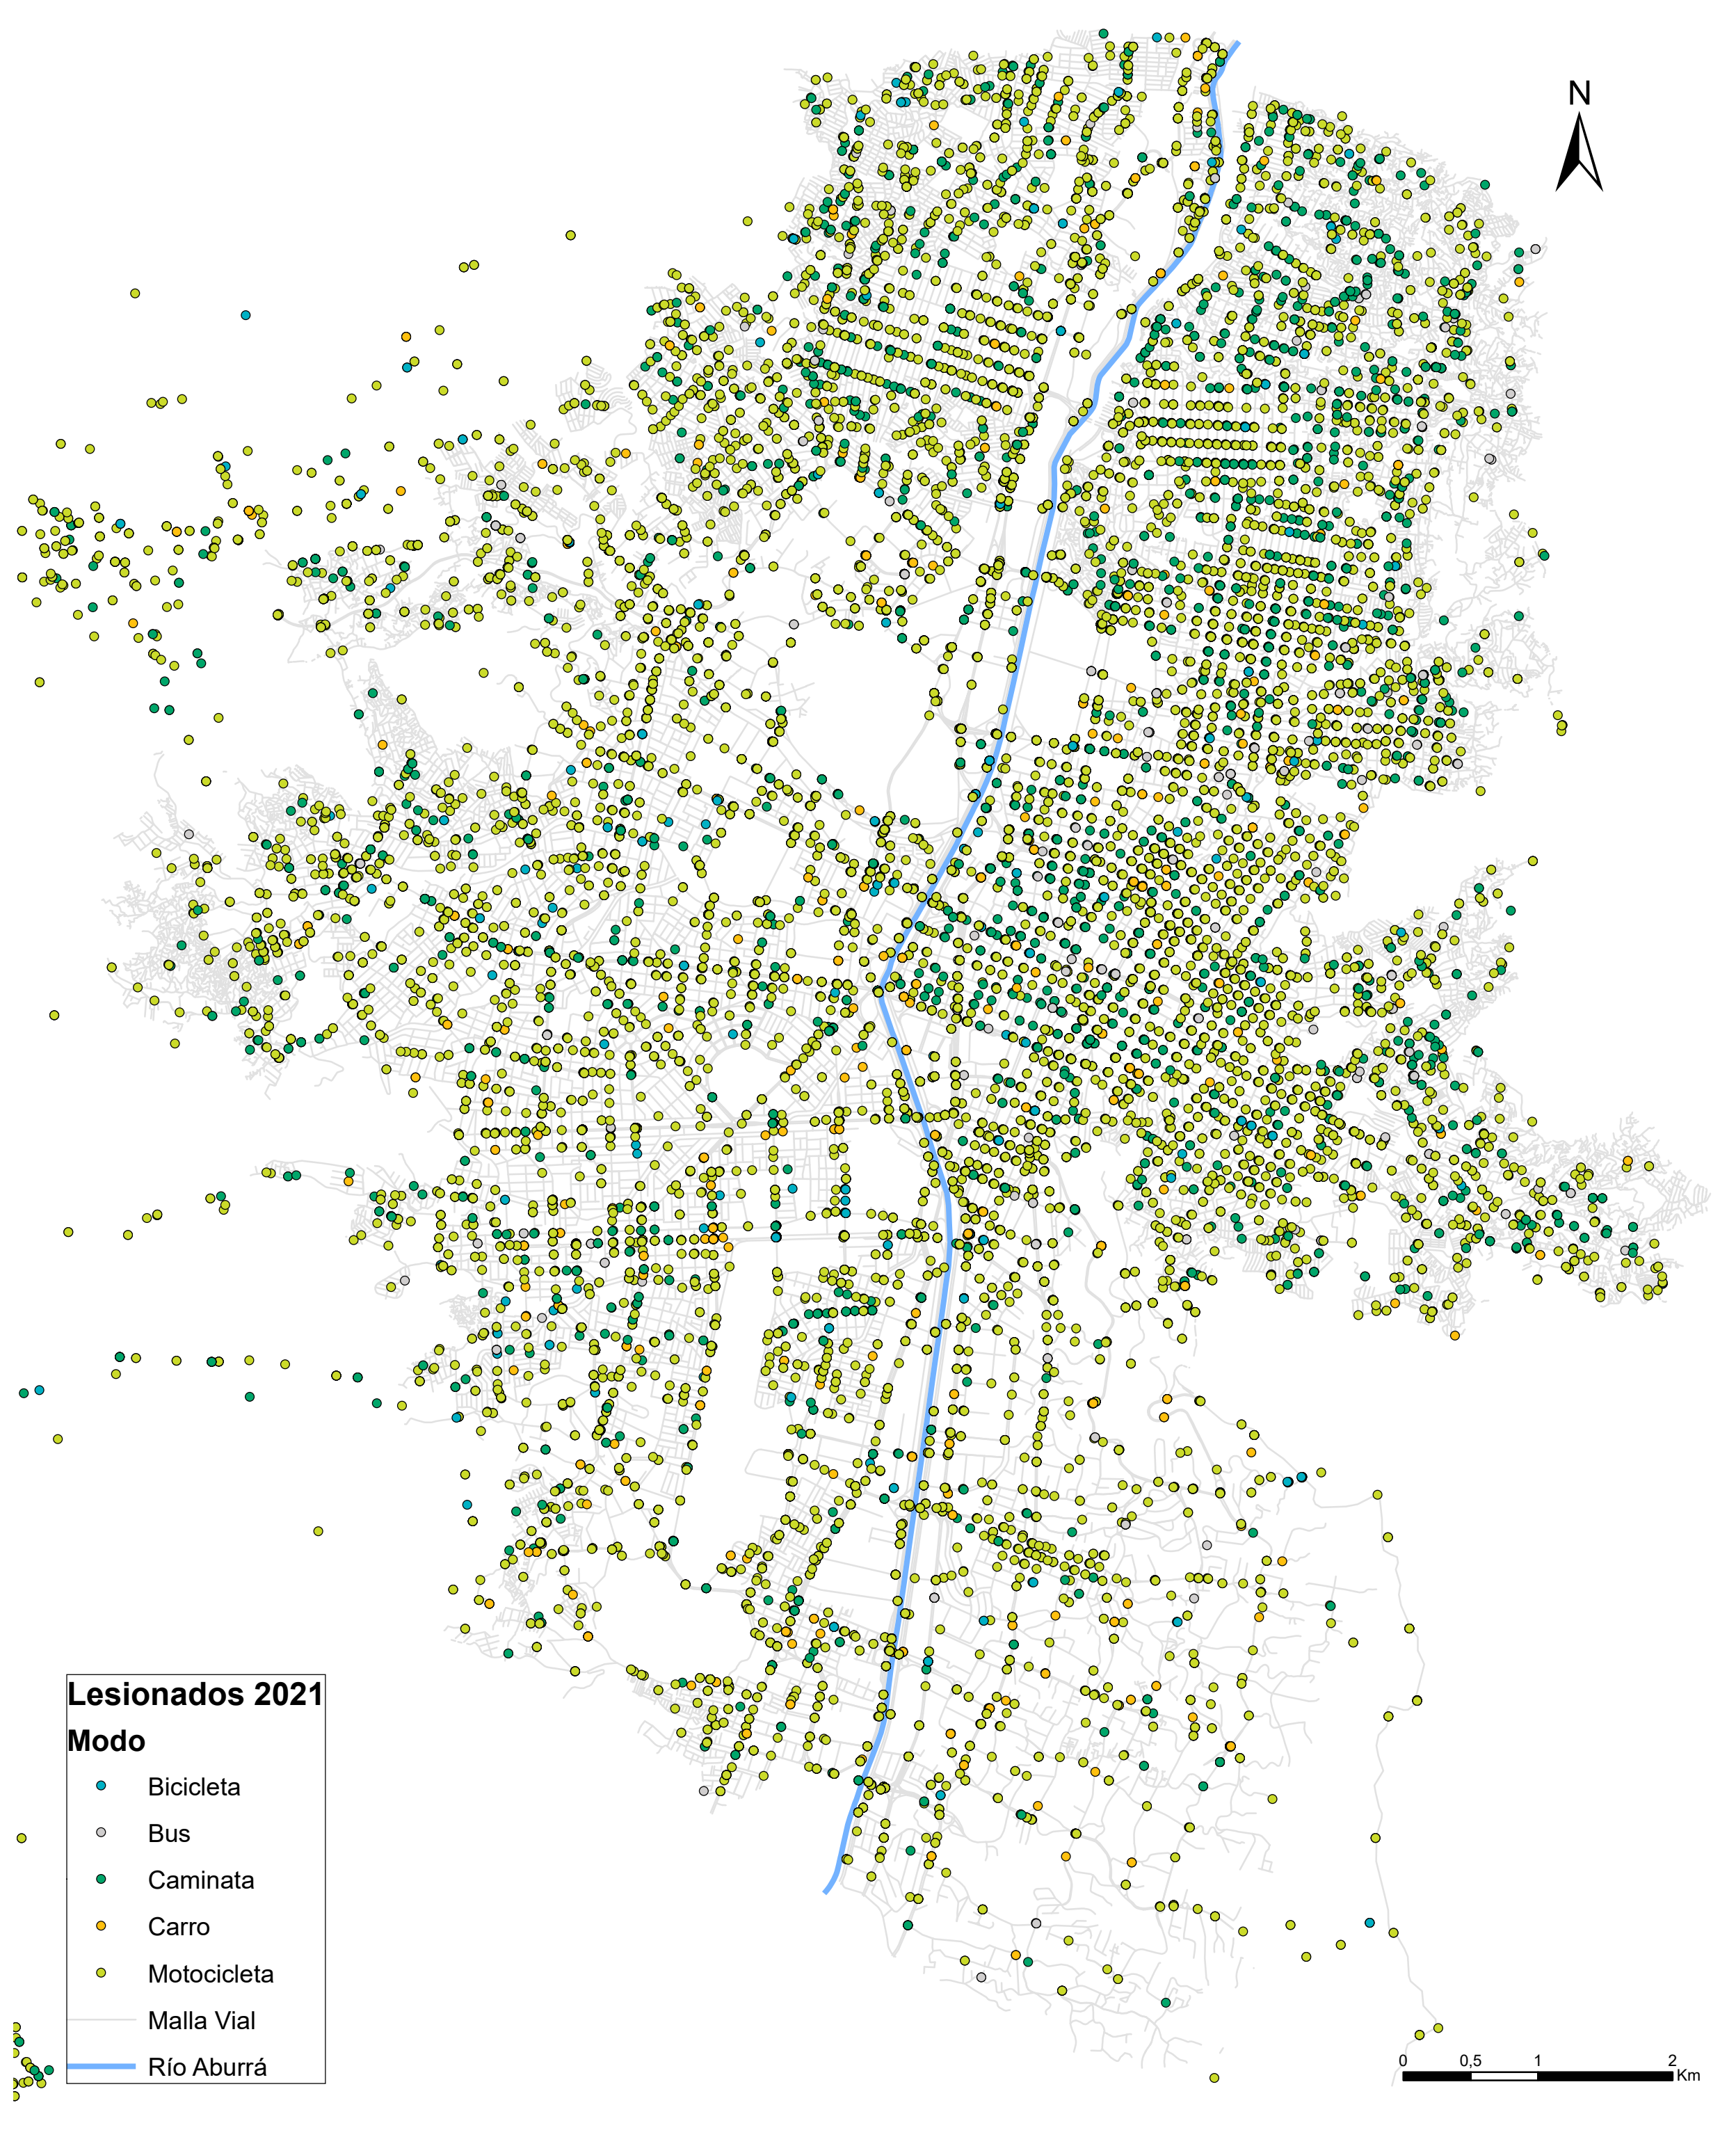 N
Lesionados 2021
Modo
Bicicleta
Bus
Caminata
Carro
Motocicleta
Malla Vial
Río Aburrá
0 0,5 1 2
Km